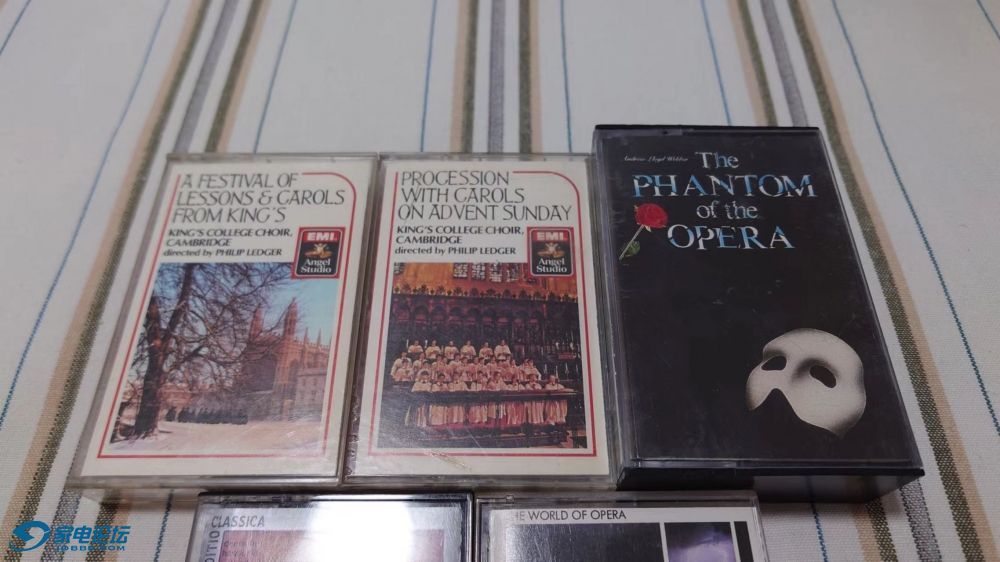 A FESTIVAL OF
LESSONS & CAROLS
FROM KING'S
KING'S COLLEGE CHOIR,
CAMBRIDGE
directed by PHILIP LEDGER
EMI
Angel
Studio
PROCESSION
WITH CAROLS
ON ADVENT SUNDAY
KING'S COLLEGE CHOIR,
CAMBRIDGE
directed by PHILIP LEDGER
EMI
Angel
Studio
Andrew Lloyd Webber
The
PHANTOM
of the
OPERA
CLASSICA
THE WORLD OF OPERA
家电论坛
JDBBS.COM